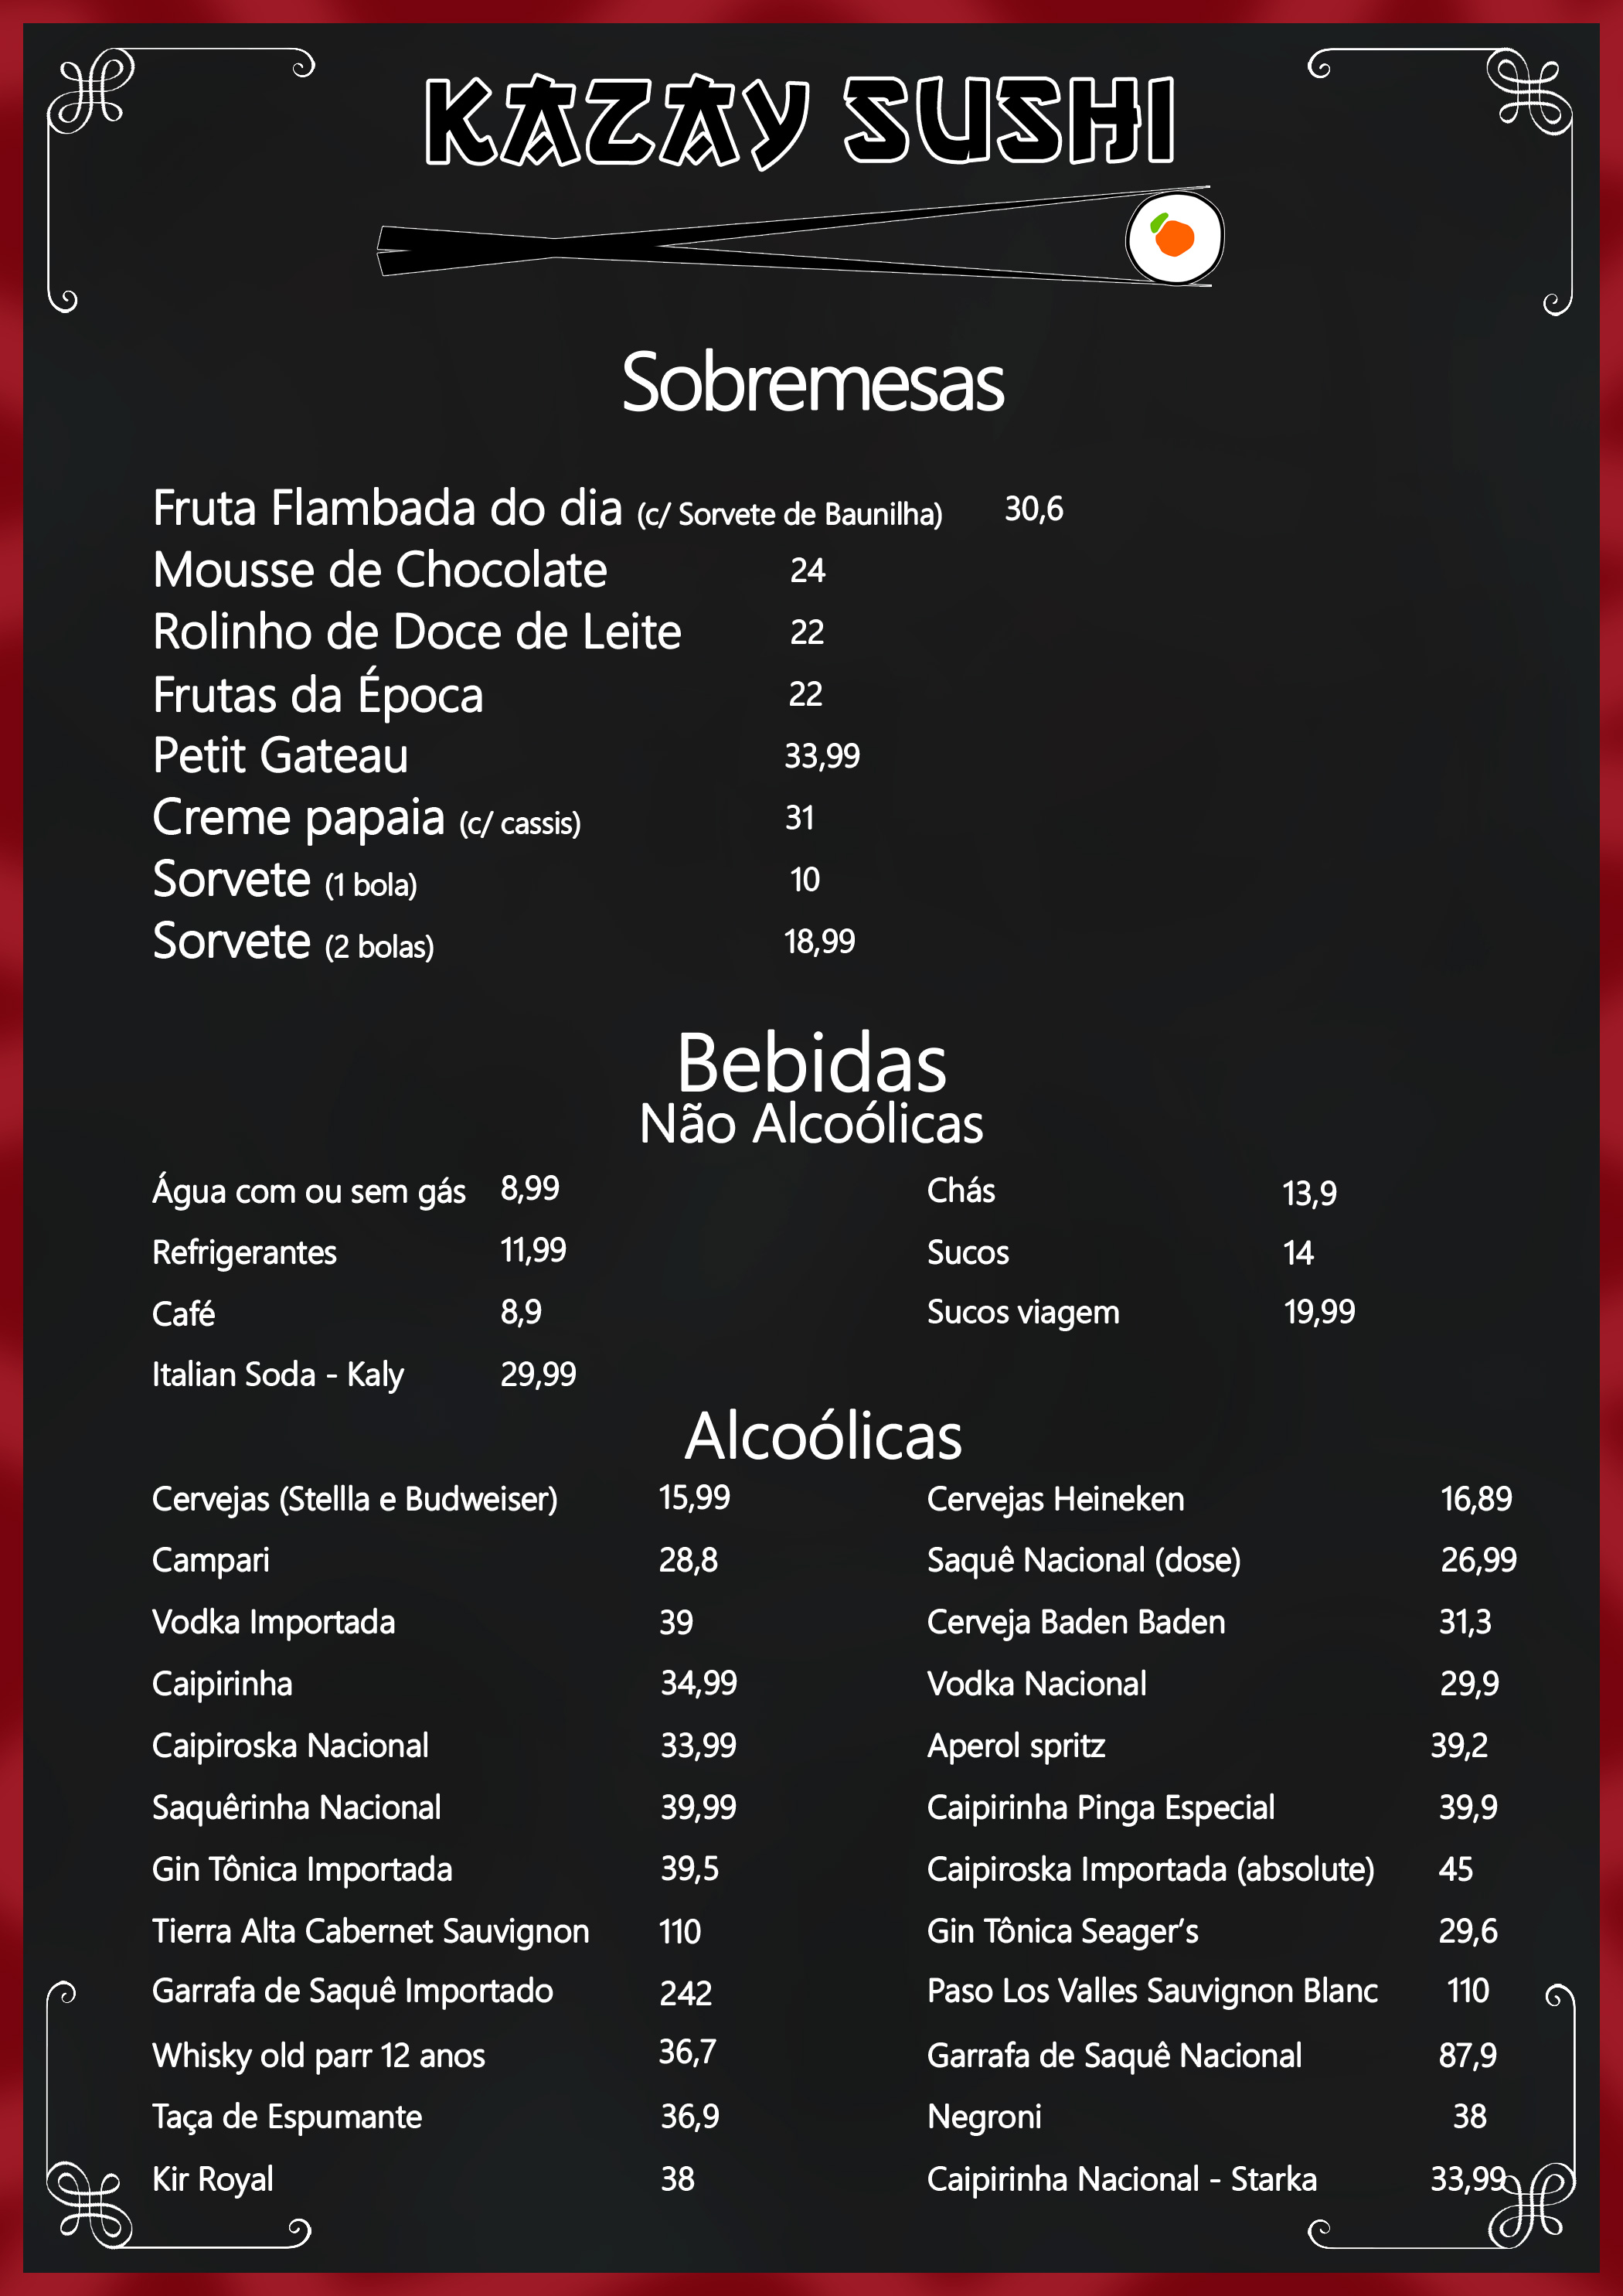 KAZAY SUSHI
Sobremesas
Fruta Flambada do dia (c/ Sorvete de Baunilha) 30,6
Mousse de Chocolate 24
Rolinho de Doce de Leite 22
Frutas da Época 22
Petit Gateau 33,99
Creme papaia (c/ cassis) 31
Sorvete (1 bola) 10
Sorvete (2 bolas) 18,99
Bebidas
Não Alcoólicas
Água com ou sem gás 8,99 Chás 13,9
Refrigerantes 11,99 Sucos 14
Café 8,9 Sucos viagem 19,99
Italian Soda - Kaly 29,99
Alcoólicas
Cervejas (Stellla e Budweiser) 15,99 Cervejas Heineken 16,89
Campari 28,8 Saquê Nacional (dose) 26,99
Vodka Importada 39 Cerveja Baden Baden 31,3
Caipirinha 34,99 Vodka Nacional 29,9
Caipiroska Nacional 33,99 Aperol spritz 39,2
Saquêrinha Nacional 39,99 Caipirinha Pinga Especial 39,9
Gin Tônica Importada 39,5 Caipiroska Importada (absolute) 45
Tierra Alta Cabernet Sauvignon 110 Gin Tônica Seager’s 29,6
Garrafa de Saquê Importado 242 Paso Los Valles Sauvignon Blanc 110
Whisky old parr 12 anos 36,7 Garrafa de Saquê Nacional 87,9
Taça de Espumante 36,9 Negroni 38
Kir Royal 38 Caipirinha Nacional - Starka 33,99